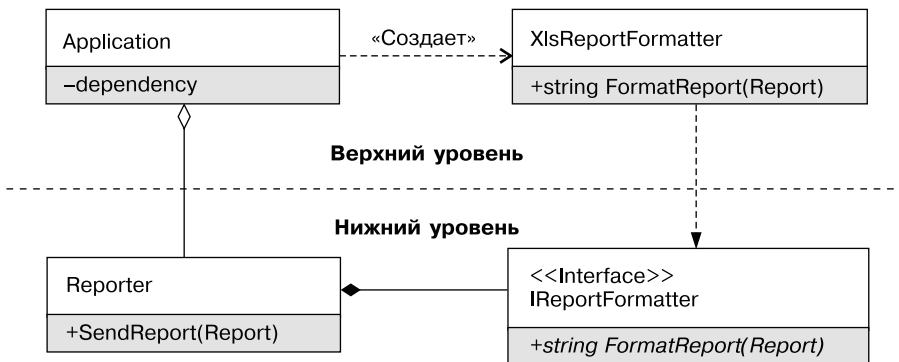 Application
–dependency
«Создает»
XlsReportFormatter
+string FormatReport(Report)
Верхний уровень
Нижний уровень
Reporter
+SendReport(Report)
<<Interface>>
IReportFormatter
+string FormatReport(Report)